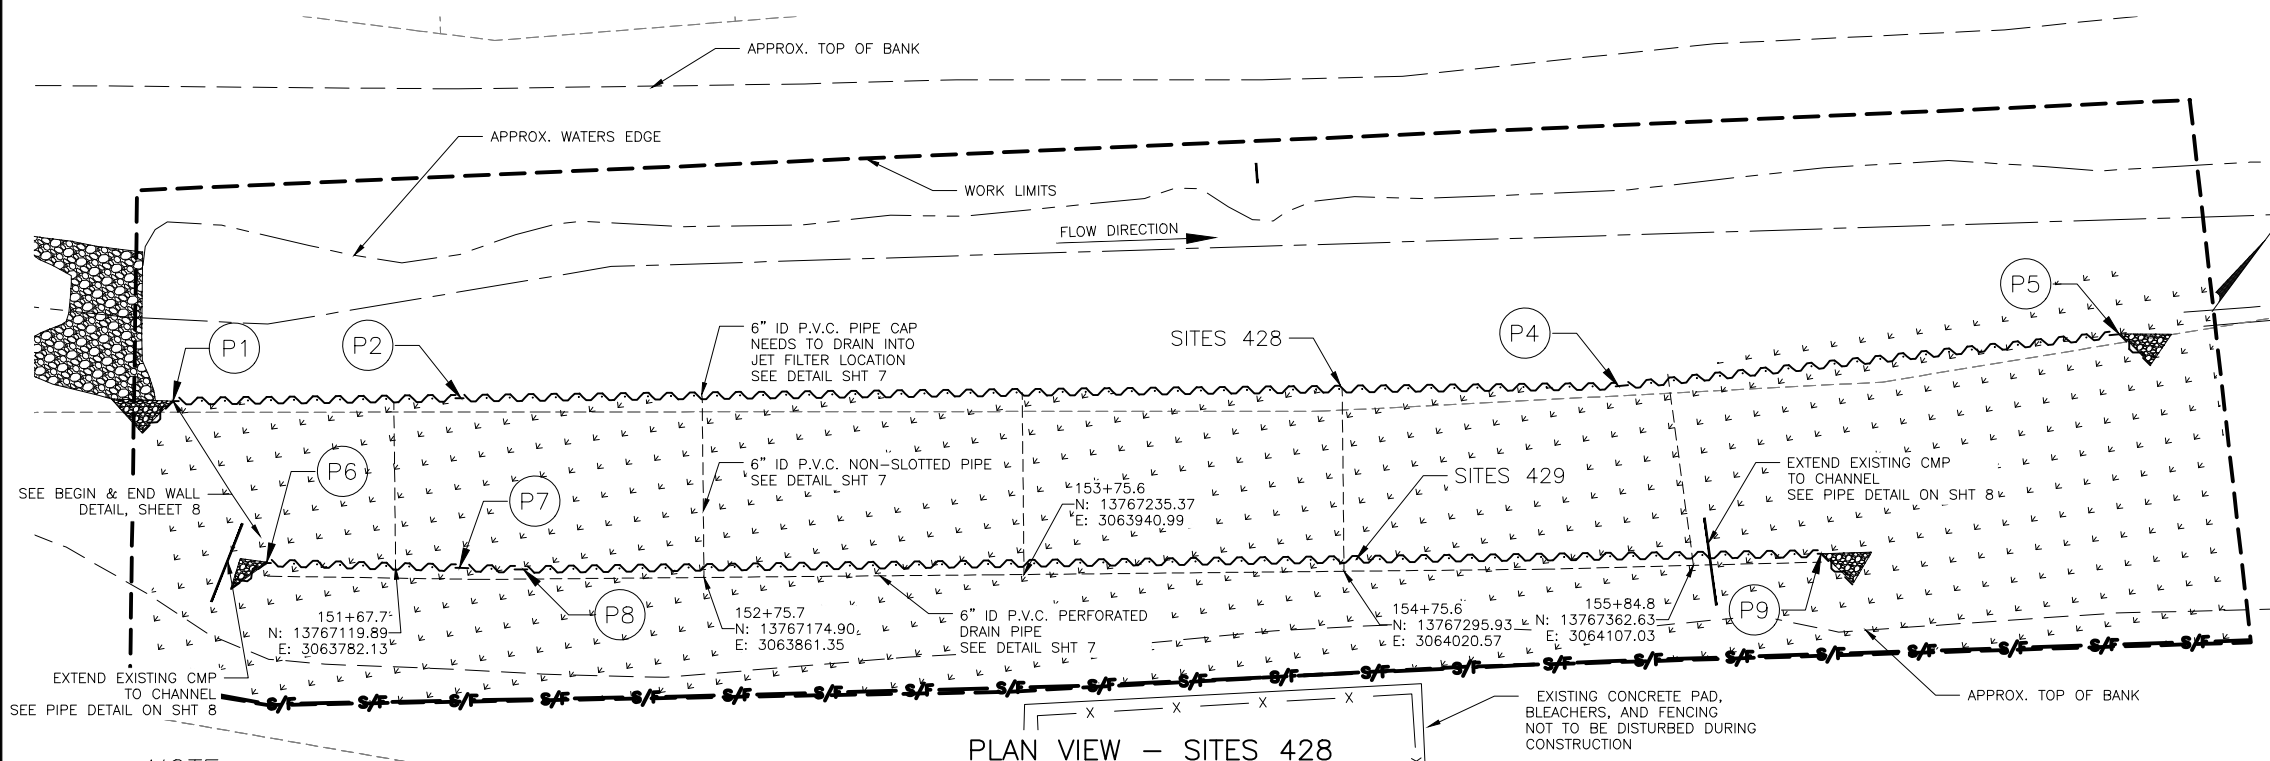 APPROX. TOP OF BANK
APPROX. WATERS EDGE
WORK LIMITS
FLOW DIRECTION
P1
P2
6" ID P.V.C. PIPE CAP
NEEDS TO DRAIN INTO
JET FILTER LOCATION
SEE DETAIL SHT 7
SITES 428
P4
P5
SEE BEGIN & END WALL
DETAIL, SHEET 8
P6
P7
6" ID P.V.C. NON-SLOTTED PIPE
SEE DETAIL SHT 7
153+75.6
N: 13767235.37
E: 3063940.99
SITES 429
EXTEND EXISTING CMP
TO CHANNEL
SEE PIPE DETAIL ON SHT 8
151+67.7
N: 13767119.89
E: 3063782.13
P8
152+75.7
N: 13767174.90
E: 3063861.35
6" ID P.V.C. PERFORATED
DRAIN PIPE
SEE DETAIL SHT 7
154+75.6
N: 13767295.93
E: 3064020.57
155+84.8
N: 13767362.63
E: 3064107.03
P9
EXTEND EXISTING CMP
TO CHANNEL
SEE PIPE DETAIL ON SHT 8
S/F S/F S/F S/F S/F S/F S/F S/F S/F S/F S/F S/F S/F S/F S/F S/F S/F S/F S/F S/F S/F S/F
X X X X
EXISTING CONCRETE PAD,
BLEACHERS, AND FENCING
NOT TO BE DISTURBED DURING
CONSTRUCTION
APPROX. TOP OF BANK
PLAN VIEW – SITES 428